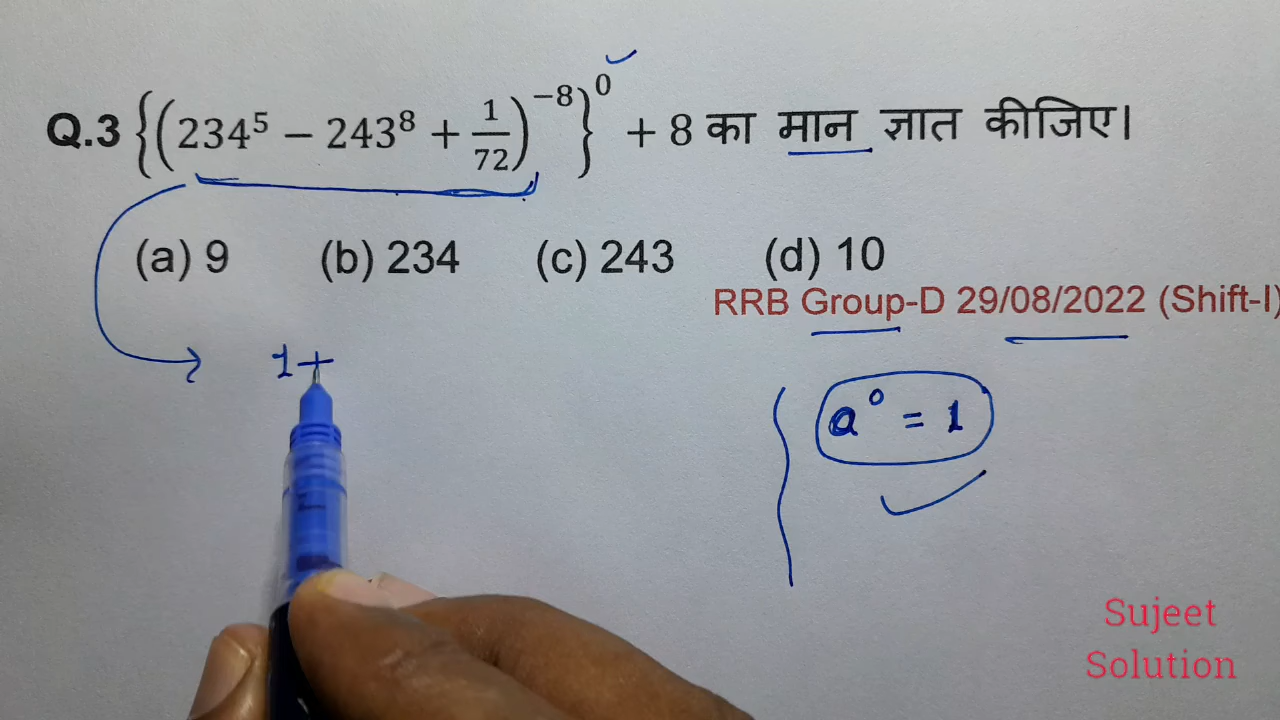 Q.3 {(234⁵ − 243⁸ + 1/72)⁻⁸}⁰ + 8 का मान ज्ञात कीजिए।
(a) 9 (b) 234 (c) 243 (d) 10
RRB Group-D 29/08/2022 (Shift-I)
1+
a⁰ = 1
Sujeet
Solution